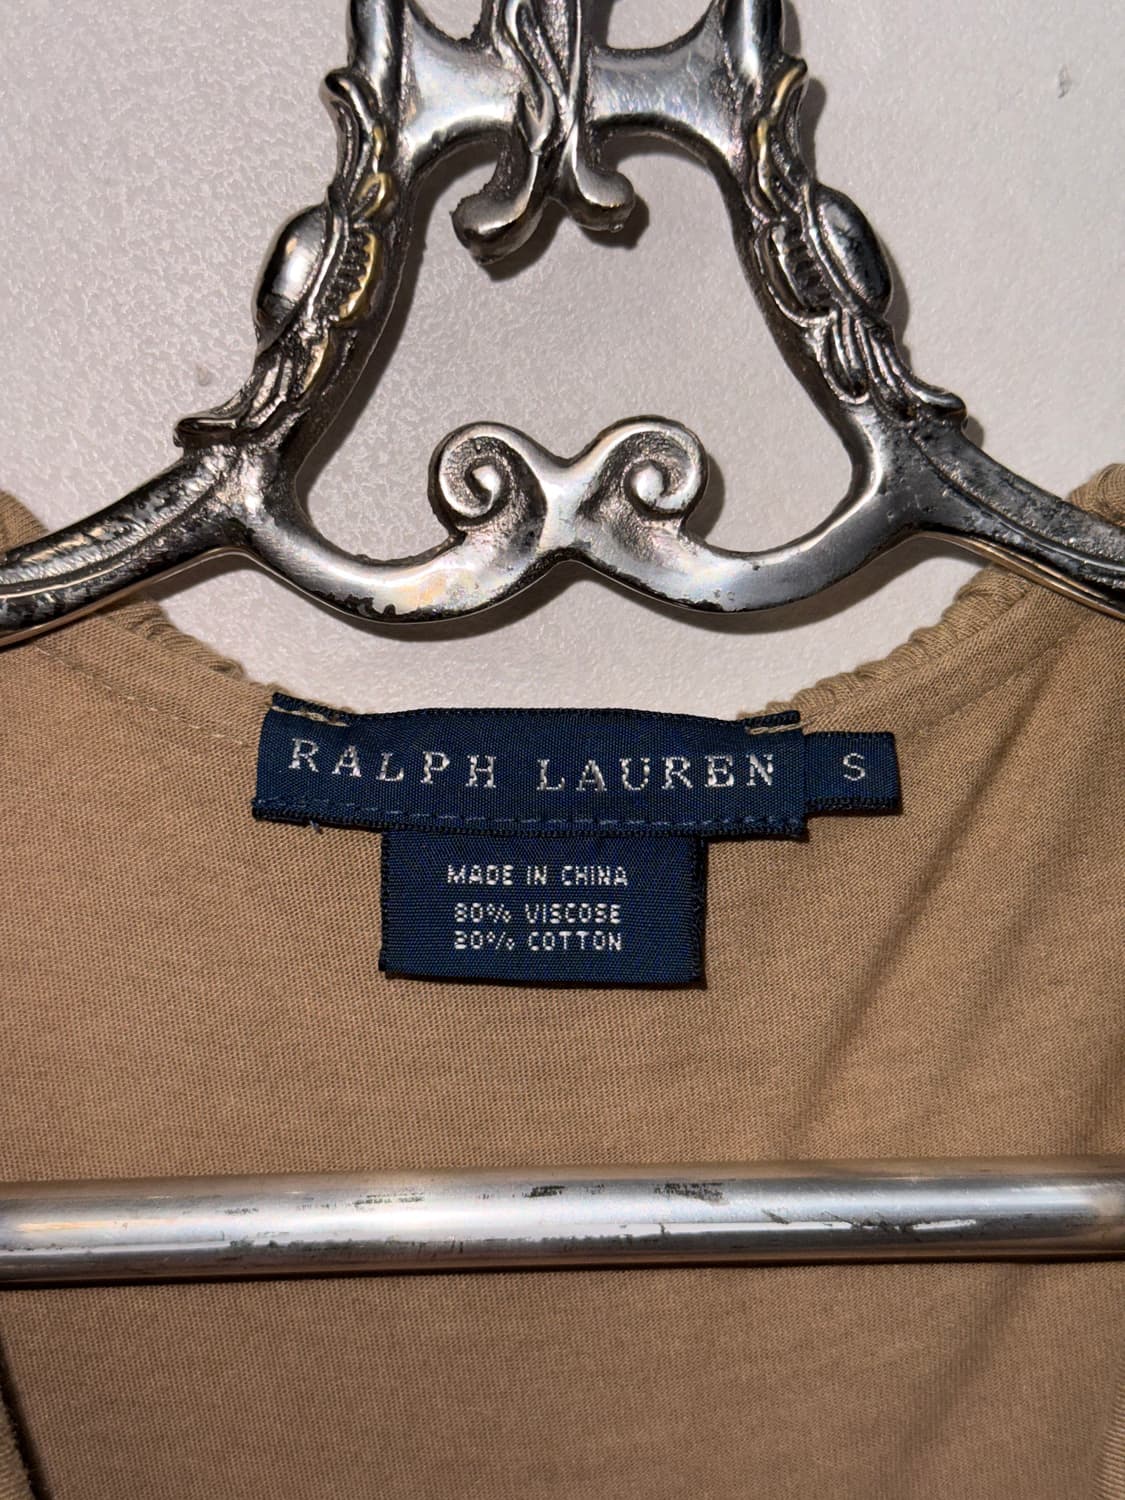 RALPH LAUREN S
MADE IN CHINA
80% VISCOSE
20% COTTON